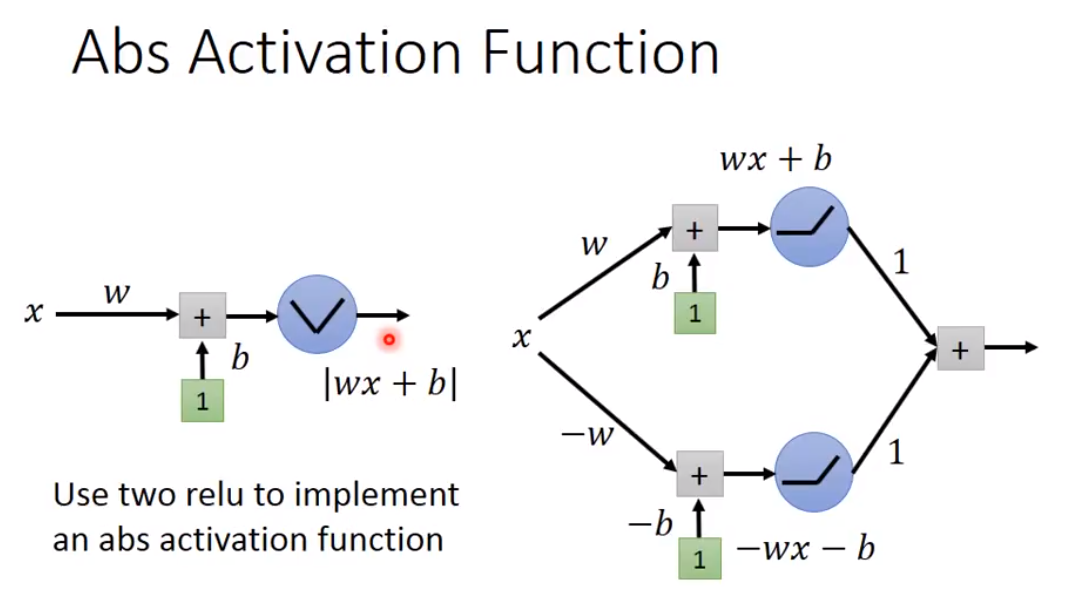 Abs Activation Function
x
w
+
b
1
|wx + b|
Use two relu to implement
an abs activation function
wx + b
x
w
+
b
1
1
−w
+
−b
1
−wx − b
1
+